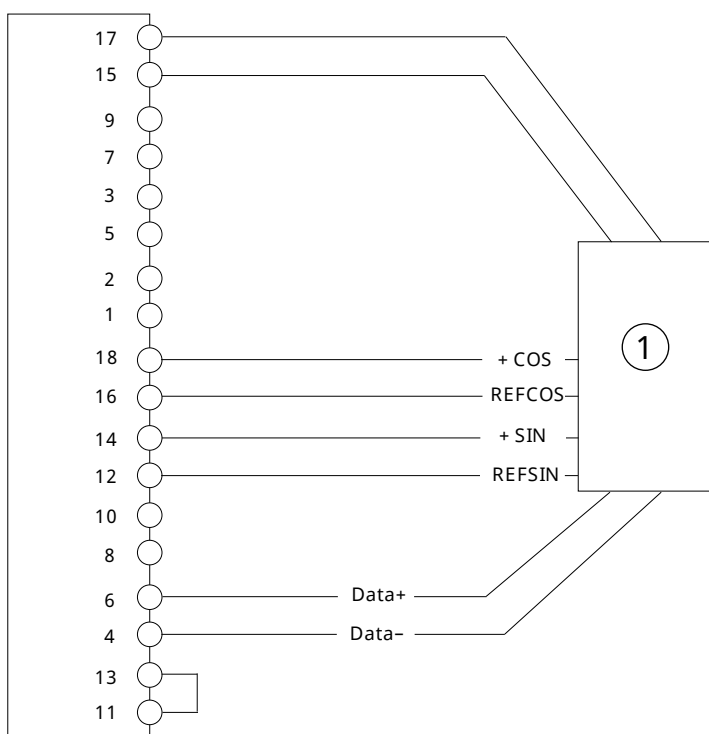 17
15
9
7
3
5
2
1
1
18 + COS
16 REFCOS
14 + SIN
12 REFSIN
10
8
6 Data+
4 Data–
13
11